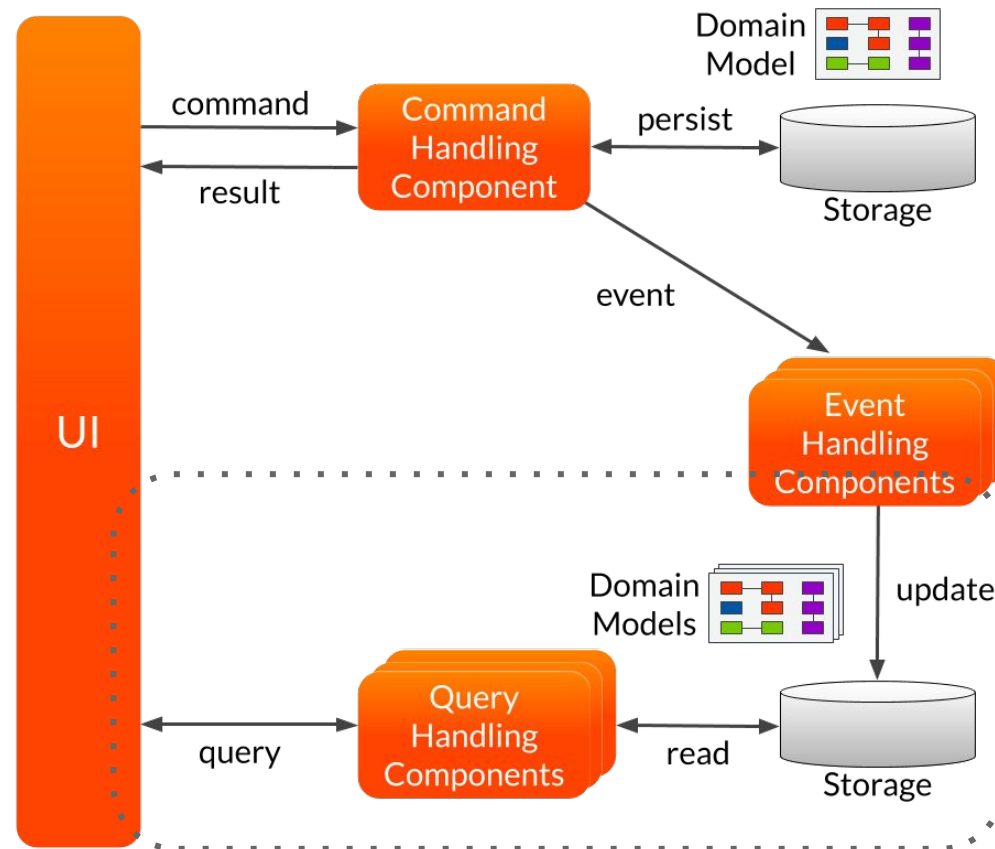 Domain
Model
command
Command
Handling
Component
persist
result
Storage
event
UI
Event
Handling
Components
Domain
Models
update
Query
Handling
Components
query
read
Storage